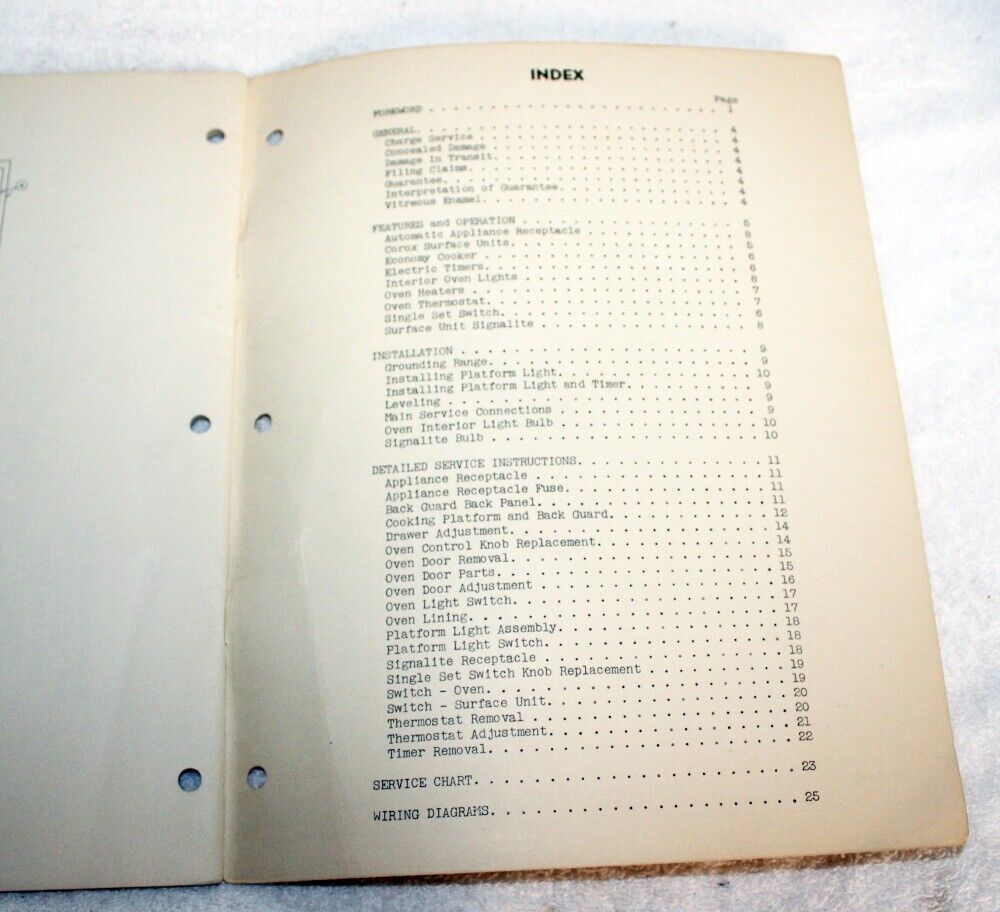 INDEX
Page
FOREWORD . . . . . . . . . . . . . . . . . . . . . . 1
GENERAL. . . . . . . . . . . . . . . . . . . . . . . 4
Charge Service . . . . . . . . . . . . . . . . . . . 4
Concealed Damage . . . . . . . . . . . . . . . . . . 4
Damage in Transit. . . . . . . . . . . . . . . . . . 4
Filing Claims. . . . . . . . . . . . . . . . . . . . 4
Guarantee. . . . . . . . . . . . . . . . . . . . . . 4
Interpretation of Guarantee. . . . . . . . . . . . . 4
Vitreous Enamel. . . . . . . . . . . . . . . . . . . 4
FEATURES and OPERATION . . . . . . . . . . . . . . . 5
Automatic Appliance Receptacle . . . . . . . . . . . 8
Corox Surface Units. . . . . . . . . . . . . . . . . 5
Economy Cooker . . . . . . . . . . . . . . . . . . . 6
Electric Timers. . . . . . . . . . . . . . . . . . . 6
Interior Oven Lights . . . . . . . . . . . . . . . . 8
Oven Heaters . . . . . . . . . . . . . . . . . . . . 7
Oven Thermostat. . . . . . . . . . . . . . . . . . . 7
Single Set Switch. . . . . . . . . . . . . . . . . . 6
Surface Unit Signalite . . . . . . . . . . . . . . . 8
INSTALLATION . . . . . . . . . . . . . . . . . . . . 9
Grounding Range. . . . . . . . . . . . . . . . . . . 9
Installing Platform Light. . . . . . . . . . . . . . 10
Installing Platform Light and Timer. . . . . . . . . 9
Leveling . . . . . . . . . . . . . . . . . . . . . . 9
Main Service Connections . . . . . . . . . . . . . . 9
Oven Interior Light Bulb . . . . . . . . . . . . . . 10
Signalite Bulb . . . . . . . . . . . . . . . . . . . 10
DETAILED SERVICE INSTRUCTIONS. . . . . . . . . . . . 11
Appliance Receptacle . . . . . . . . . . . . . . . . 11
Appliance Receptacle Fuse. . . . . . . . . . . . . . 11
Back Guard Back Panel. . . . . . . . . . . . . . . . 11
Cooking Platform and Back Guard. . . . . . . . . . . 12
Drawer Adjustment. . . . . . . . . . . . . . . . . . 14
Oven Control Knob Replacement. . . . . . . . . . . . 14
Oven Door Removal. . . . . . . . . . . . . . . . . . 15
Oven Door Parts. . . . . . . . . . . . . . . . . . . 15
Oven Door Adjustment . . . . . . . . . . . . . . . . 16
Oven Light Switch. . . . . . . . . . . . . . . . . . 17
Oven Lining. . . . . . . . . . . . . . . . . . . . . 17
Platform Light Assembly. . . . . . . . . . . . . . . 18
Platform Light Switch. . . . . . . . . . . . . . . . 18
Signalite Receptacle . . . . . . . . . . . . . . . . 18
Single Set Switch Knob Replacement . . . . . . . . . 19
Switch - Oven. . . . . . . . . . . . . . . . . . . . 19
Switch - Surface Unit. . . . . . . . . . . . . . . . 20
Thermostat Removal . . . . . . . . . . . . . . . . . 20
Thermostat Adjustment. . . . . . . . . . . . . . . . 21
Timer Removal. . . . . . . . . . . . . . . . . . . . 22
SERVICE CHART. . . . . . . . . . . . . . . . . . . . 23
WIRING DIAGRAMS. . . . . . . . . . . . . . . . . . . 25